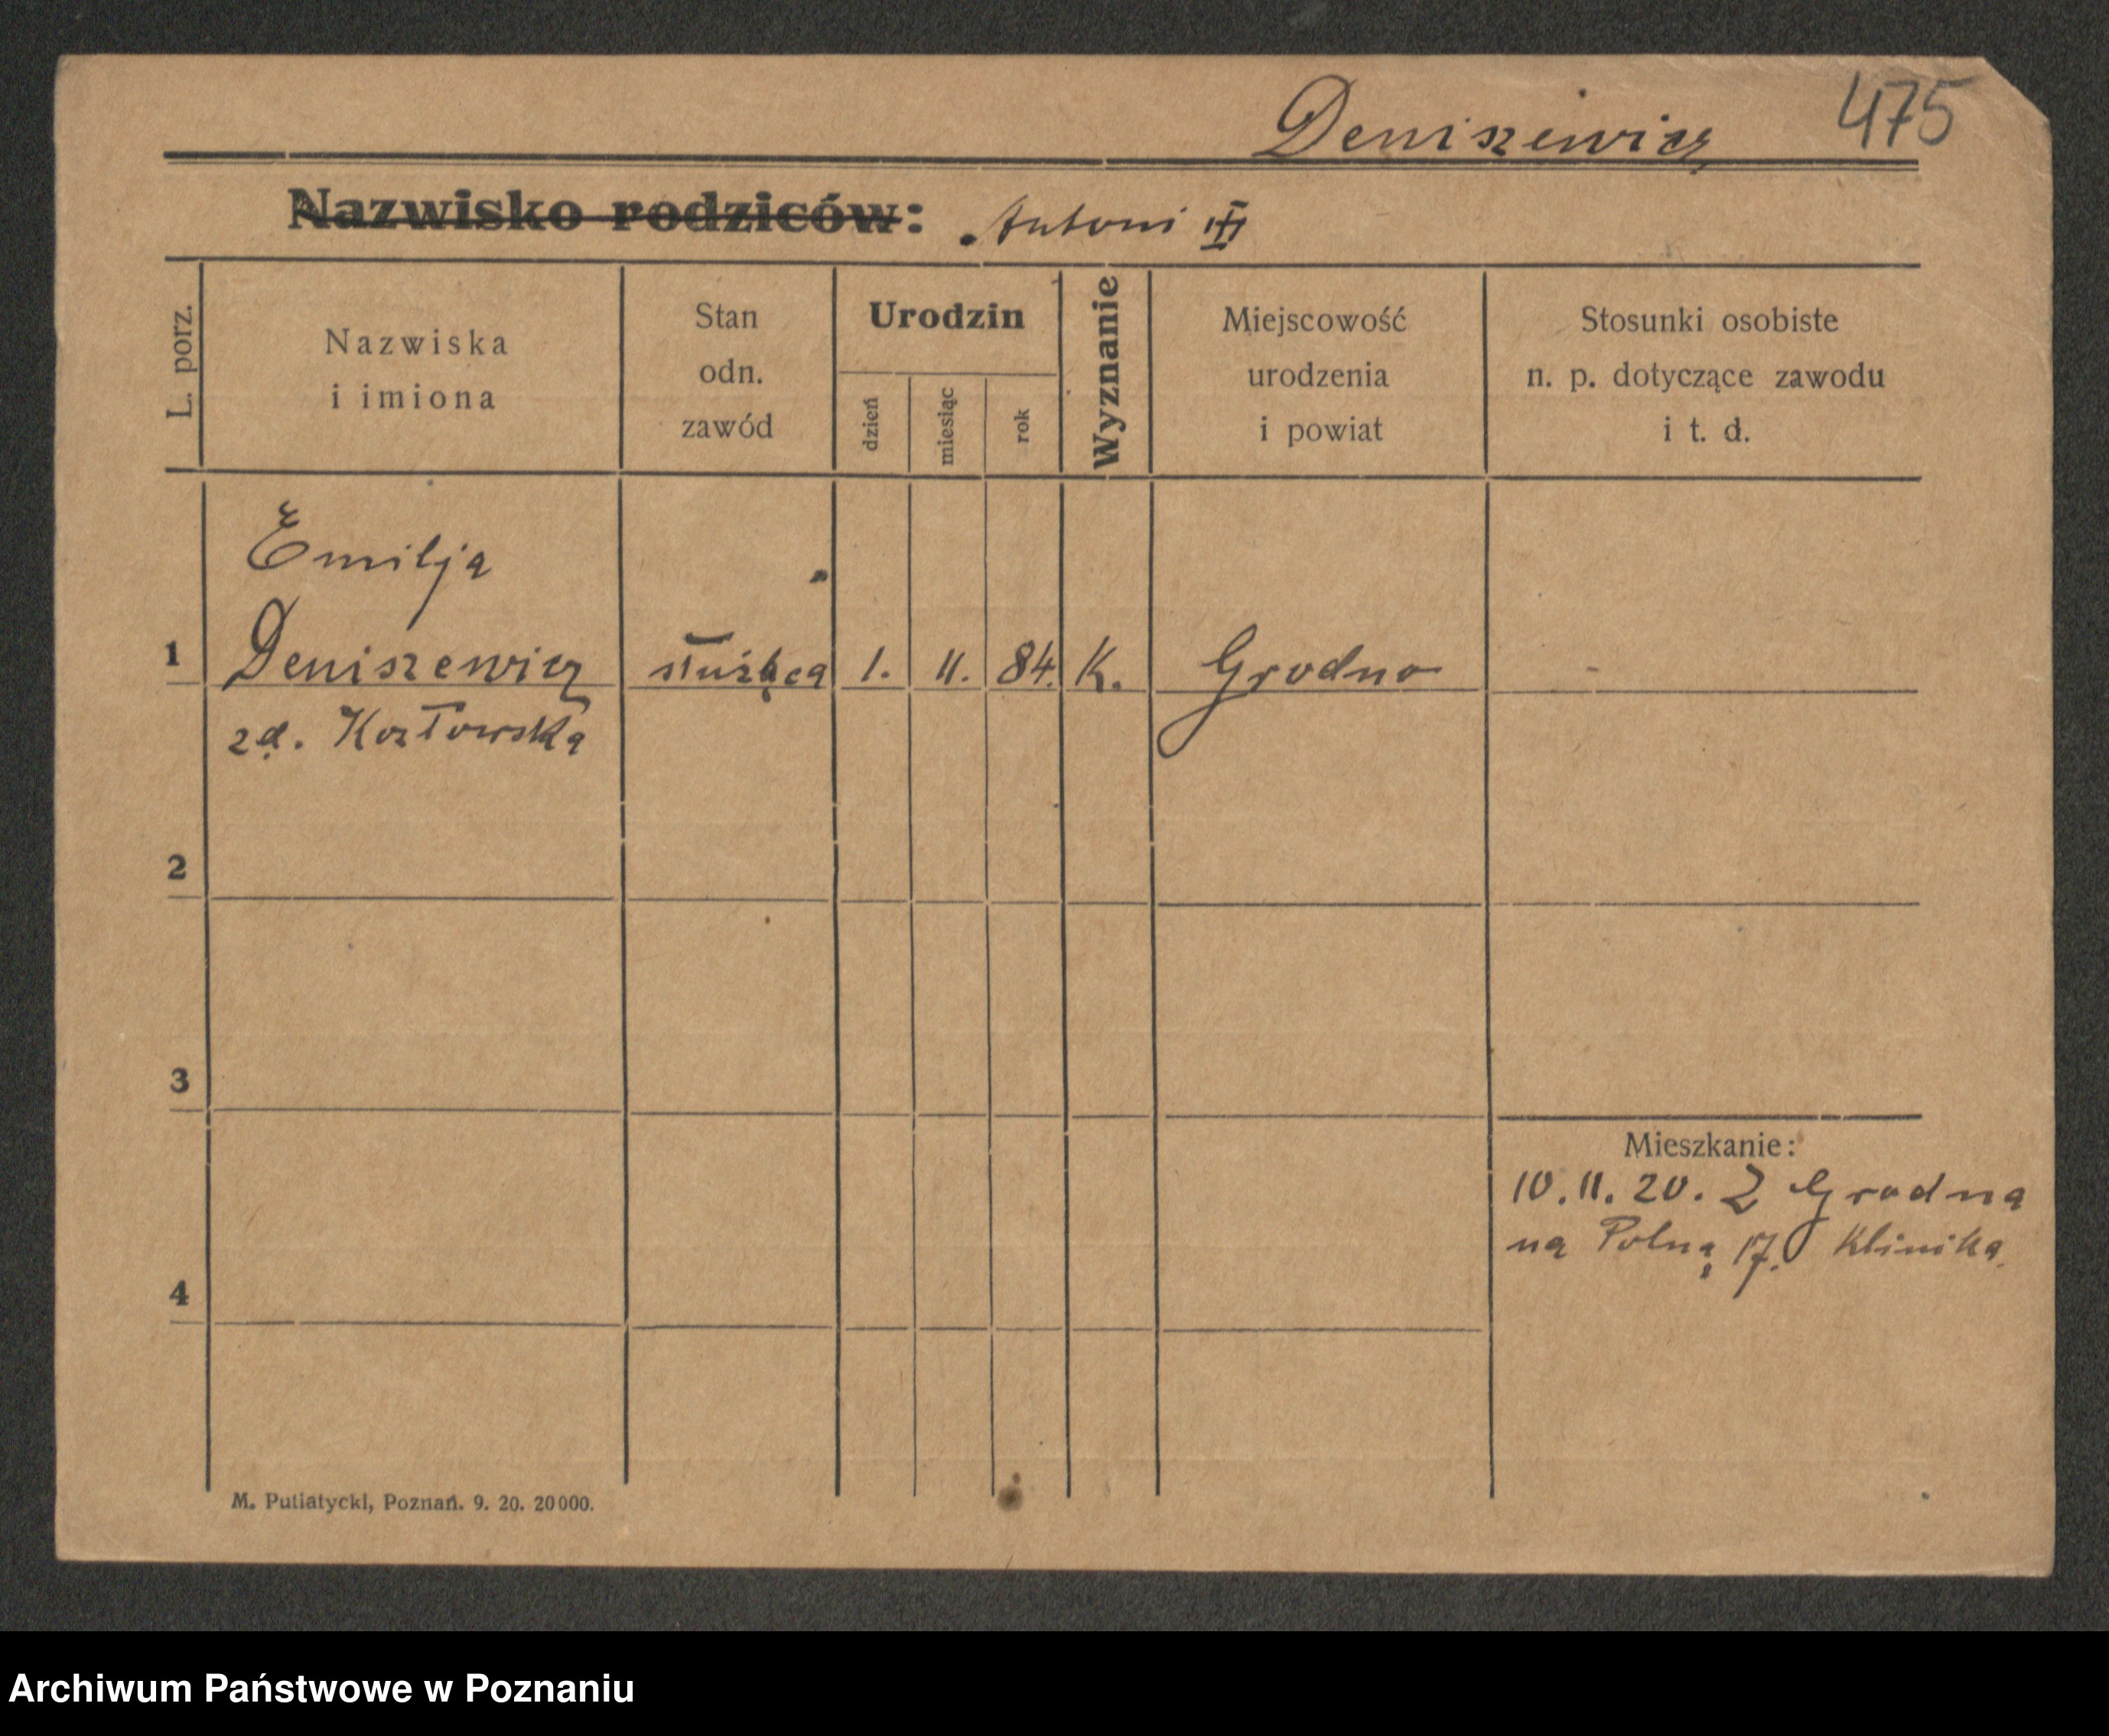 Deniszewicz 475
Nazwisko rodziców: Antoni III
L. porz.
Nazwiska
i imiona
Stan
odn.
zawód
Urodzin
dzień
miesiąc
rok
Wyznanie
Miejscowość
urodzenia
i powiat
Stosunki osobiste
n. p. dotyczące zawodu
i t. d.
Emilja
1 Deniszewicz służąca 1. 11. 84. K. Grodno
zd. Kozłowska
2
3
Mieszkanie:
10. 11. 20. Z Grodna
na Polną 17. Klinika.
4
M. Putiatycki, Poznań. 9. 20. 20000.
Archiwum Państwowe w Poznaniu